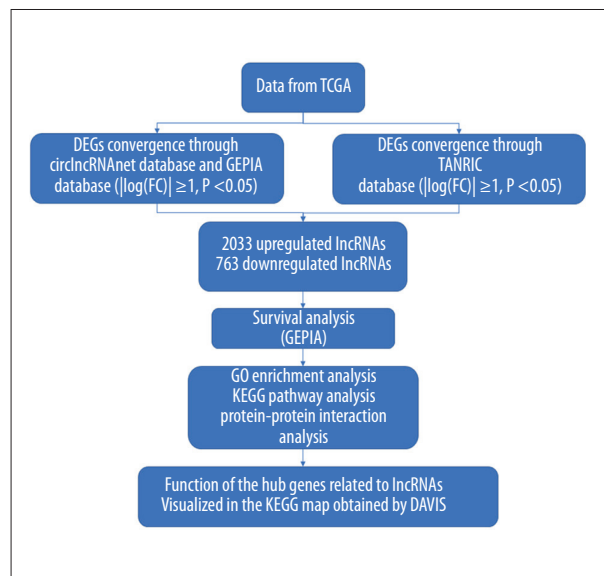 Data from TCGA
DEGs convergence through
circlncRNAnet database and GEPIA
database (|log(FC)| ≥1, P <0.05)
DEGs convergence through
TANRIC
database (|log(FC)| ≥1, P <0.05)
2033 upregulated lncRNAs
763 downregulated lncRNAs
Survival analysis
(GEPIA)
GO enrichment analysis
KEGG pathway analysis
protein-protein interaction
analysis
Function of the hub genes related to lncRNAs
Visualized in the KEGG map obtained by DAVIS